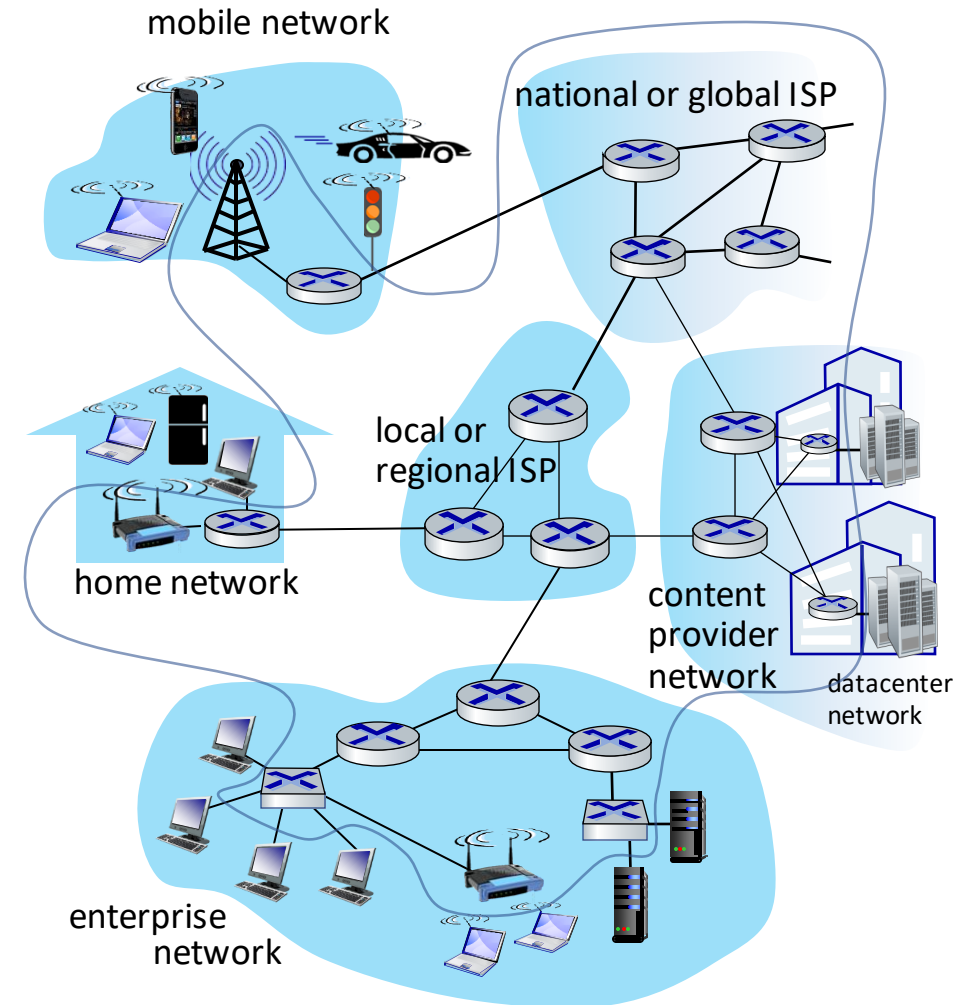 mobile network
national or global ISP
local or
regional ISP
home network
content
provider
network
datacenter
network
enterprise
network